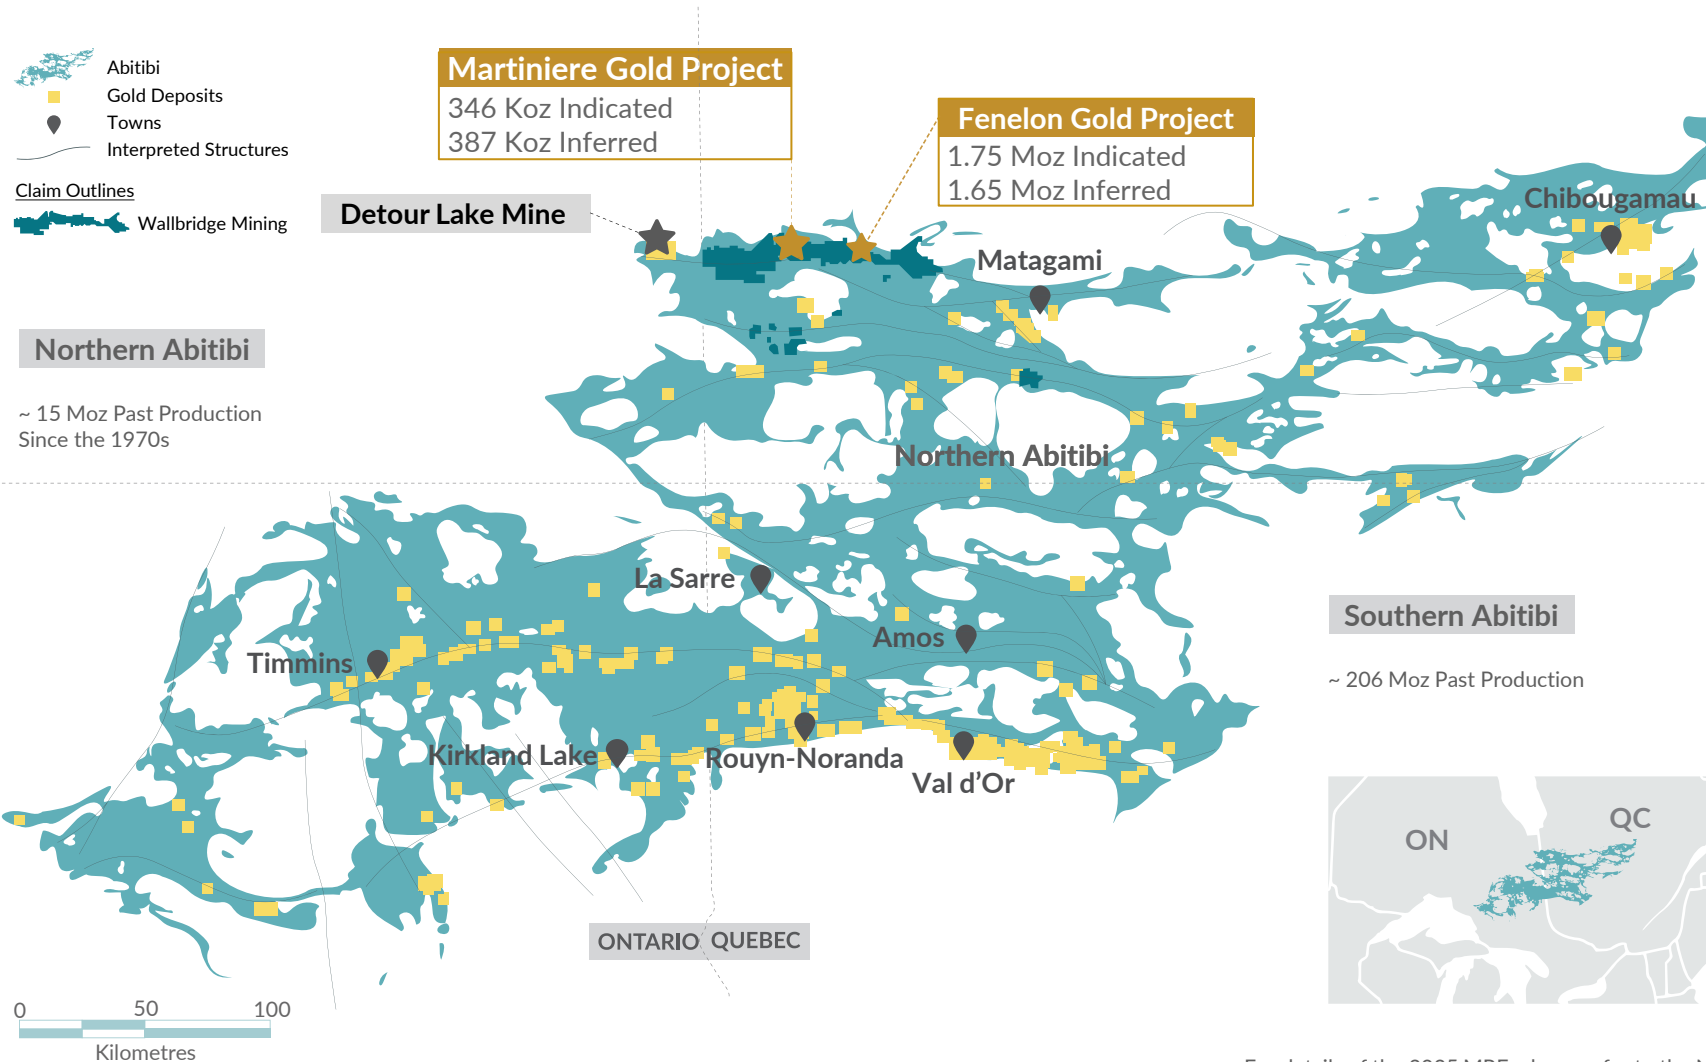 Abitibi
Gold Deposits
Towns
Interpreted Structures
Claim Outlines
Wallbridge Mining
Martiniere Gold Project
346 Koz Indicated
387 Koz Inferred
Fenelon Gold Project
1.75 Moz Indicated
1.65 Moz Inferred
Detour Lake Mine
Chibougamau
Matagami
Northern Abitibi
~ 15 Moz Past Production
Since the 1970s
Northern Abitibi
La Sarre
Amos
Timmins
Southern Abitibi
~ 206 Moz Past Production
Kirkland Lake
Rouyn-Noranda
Val d'Or
ON
QC
ONTARIO
QUEBEC
0 50 100
Kilometres